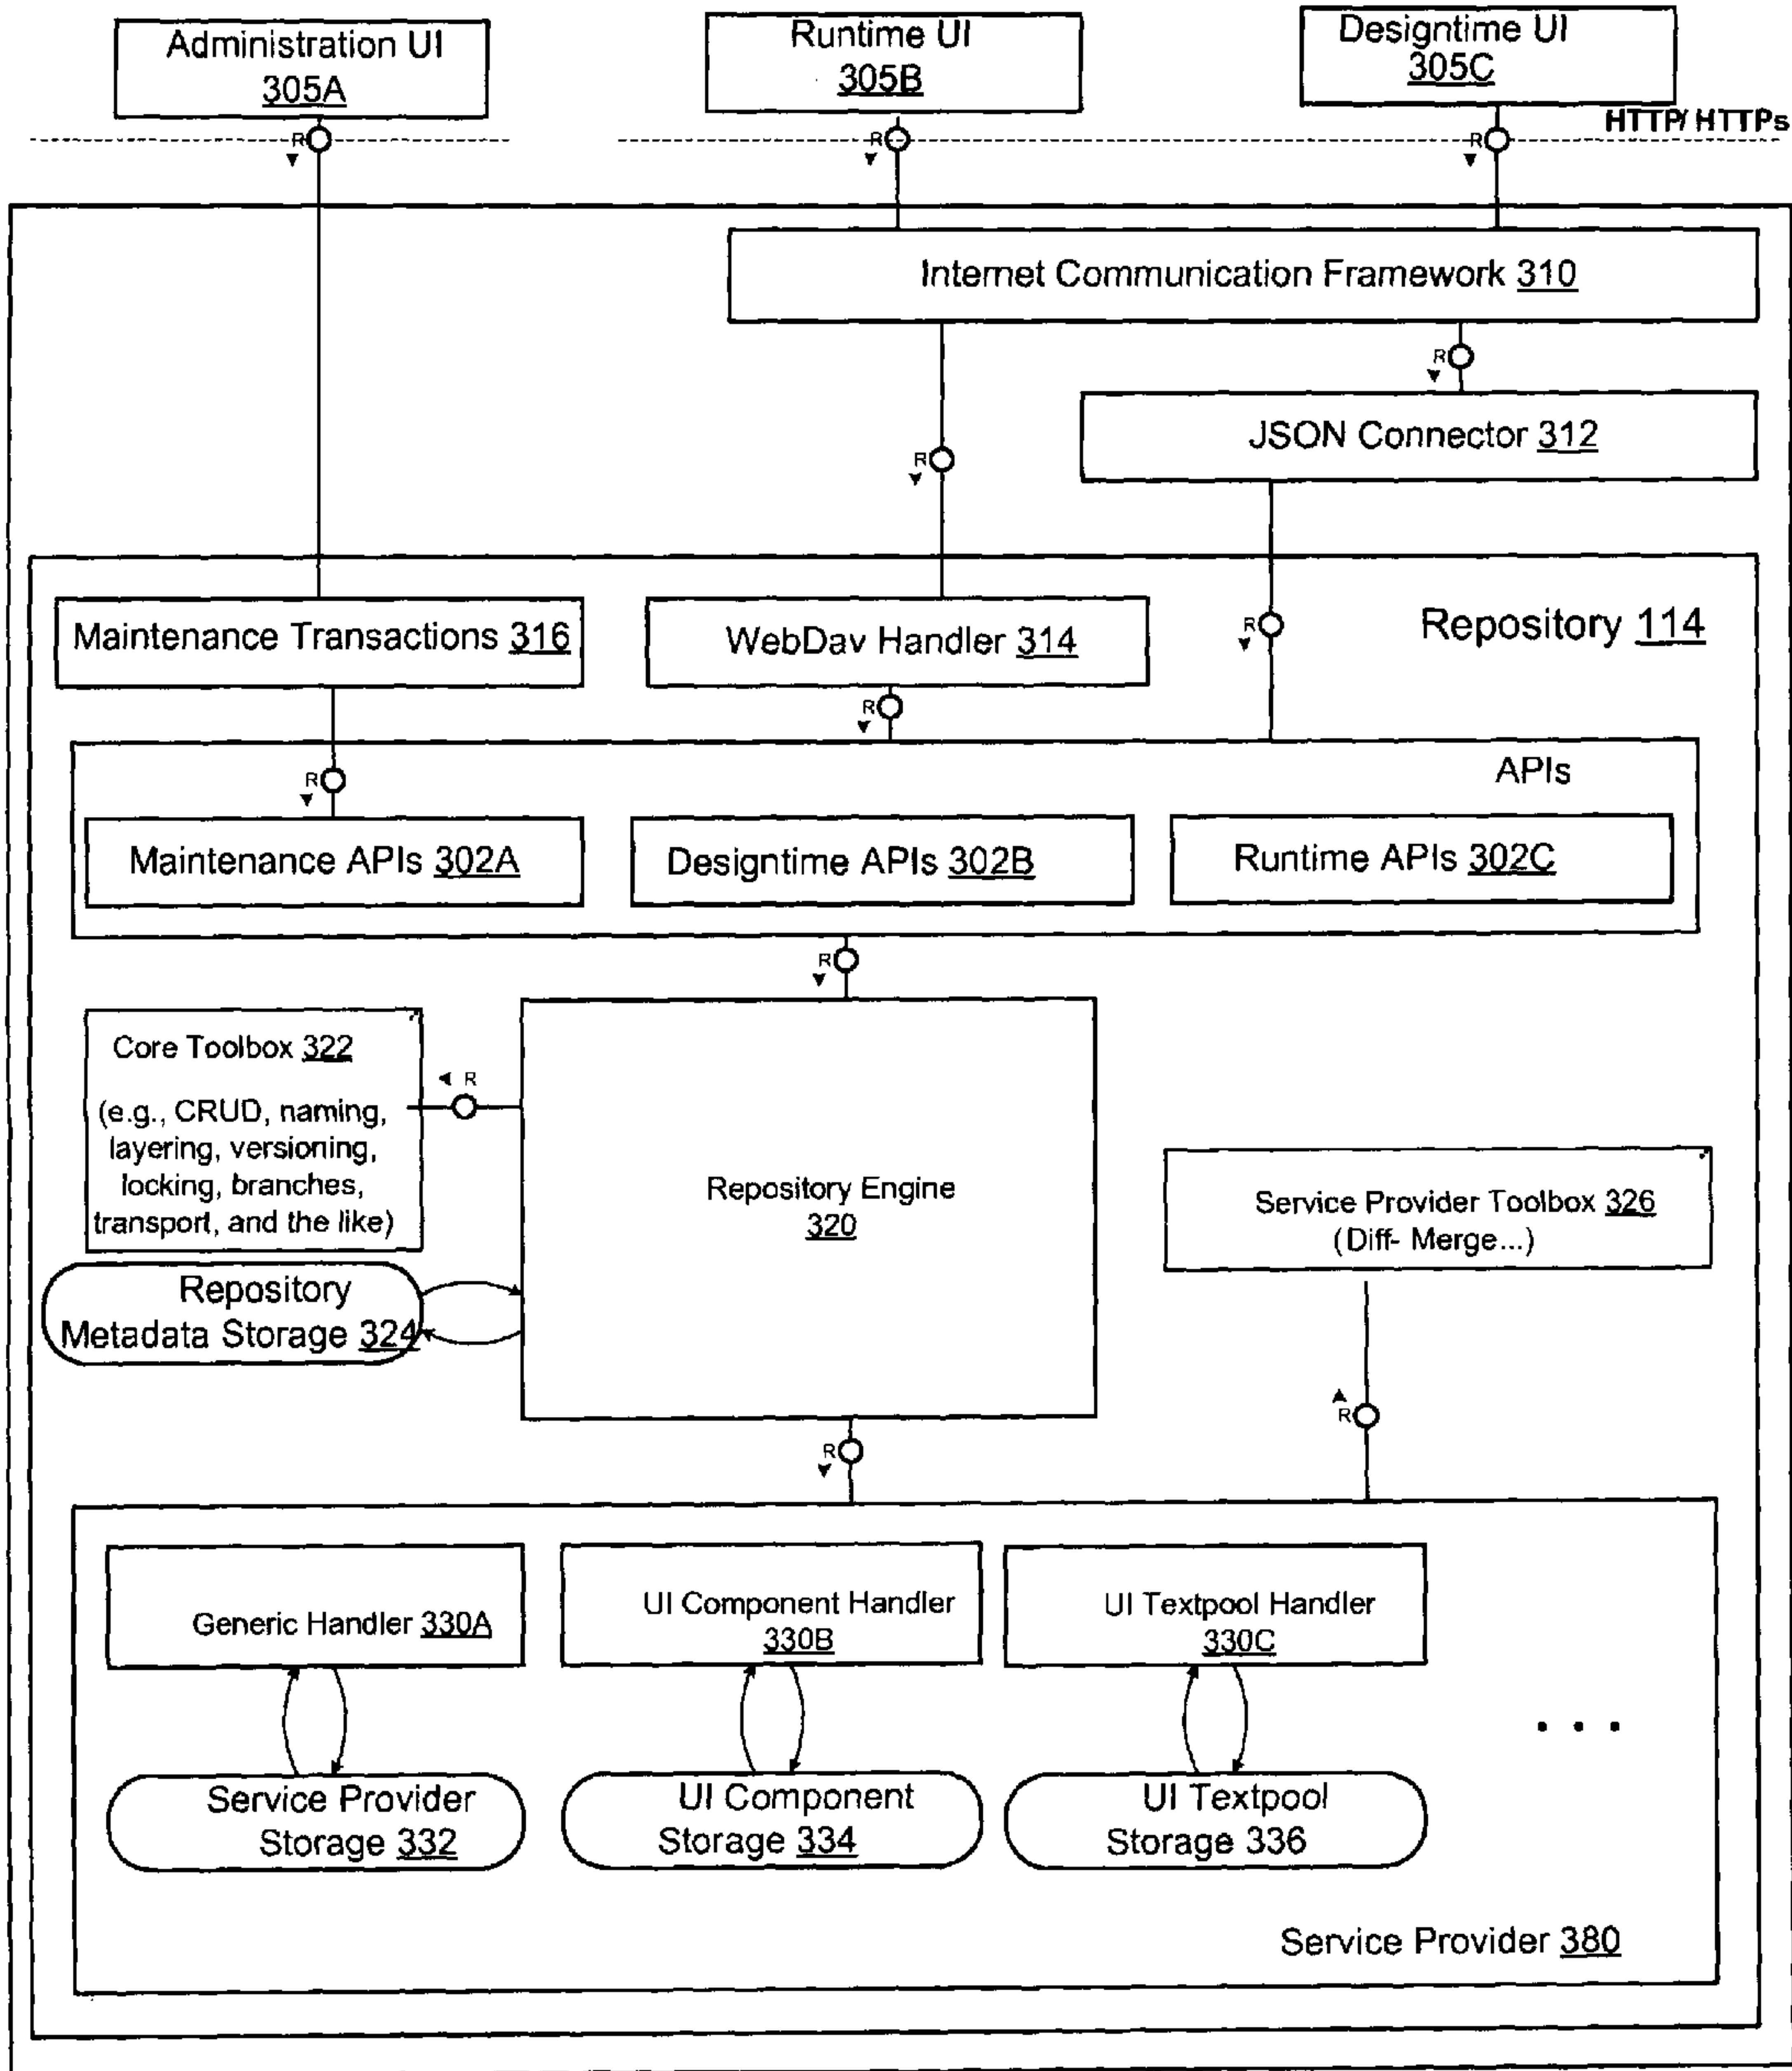 Administration UI
305A
Runtime UI
305B
Designtime UI
305C
HTTP/ HTTPs
R
R
R
Internet Communication Framework 310
R
JSON Connector 312
R
Maintenance Transactions 316
WebDav Handler 314
R
Repository 114
R
APIs
R
Maintenance APIs 302A
Designtime APIs 302B
Runtime APIs 302C
R
Core Toolbox 322
(e.g., CRUD, naming,
layering, versioning,
locking, branches,
transport, and the like)
R
Repository Engine
320
Service Provider Toolbox 326
(Diff- Merge...)
Repository
Metadata Storage 324
R
R
Generic Handler 330A
UI Component Handler
330B
UI Textpool Handler
330C
. . .
Service Provider
Storage 332
UI Component
Storage 334
UI Textpool
Storage 336
Service Provider 380